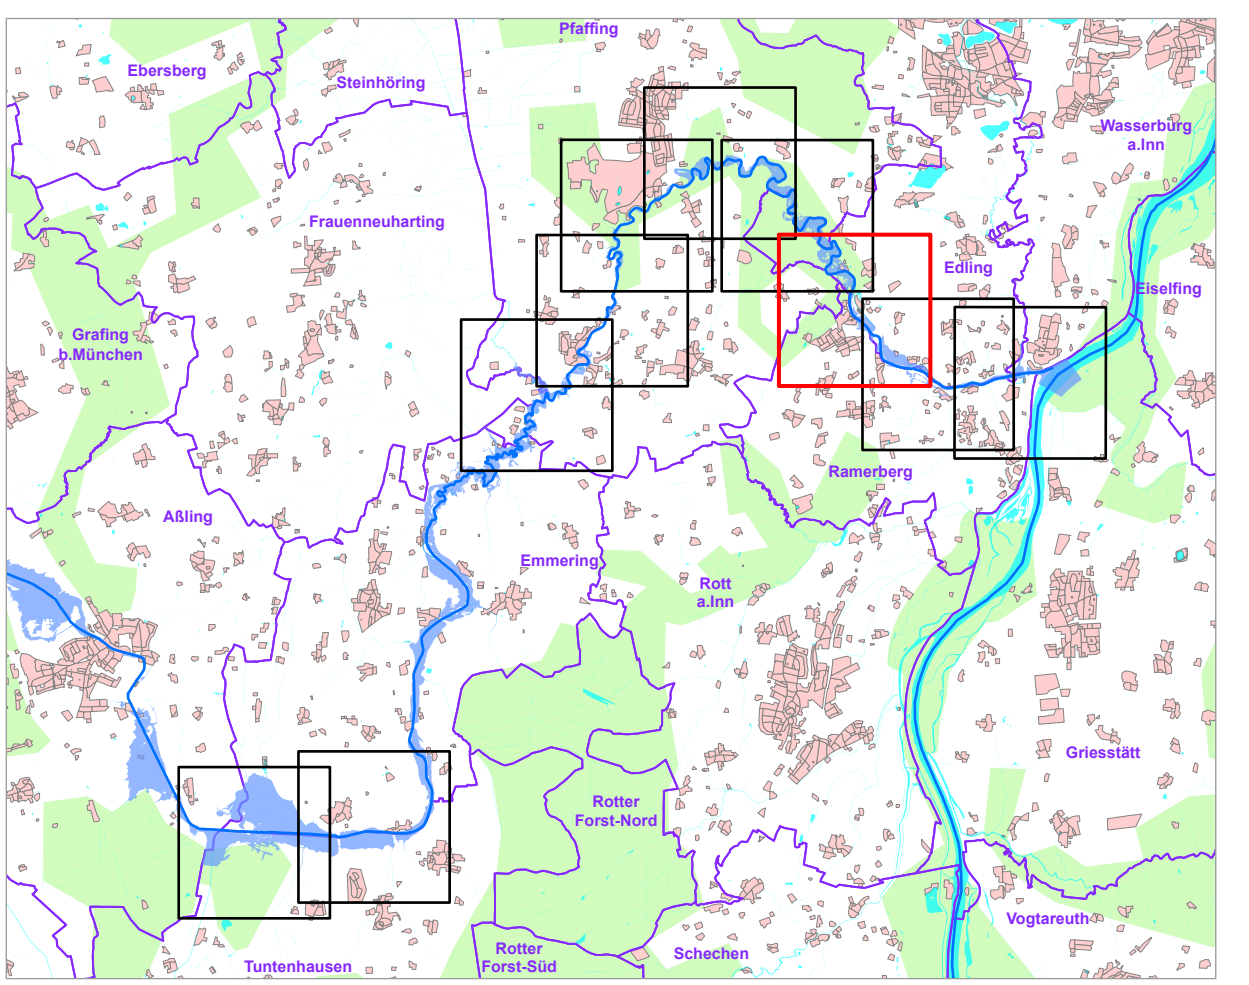 Pfaffing
Ebersberg
Steinhöring
Wasserburg
a.Inn
Frauenneuharting
Edling
Eiselfing
Grafing
b.München
Ramerberg
Aßling
Emmering
Rott
a.Inn
Griesstätt
Rotter
Forst-Nord
Vogtareuth
Rotter
Forst-Süd
Schechen
Tuntenhausen